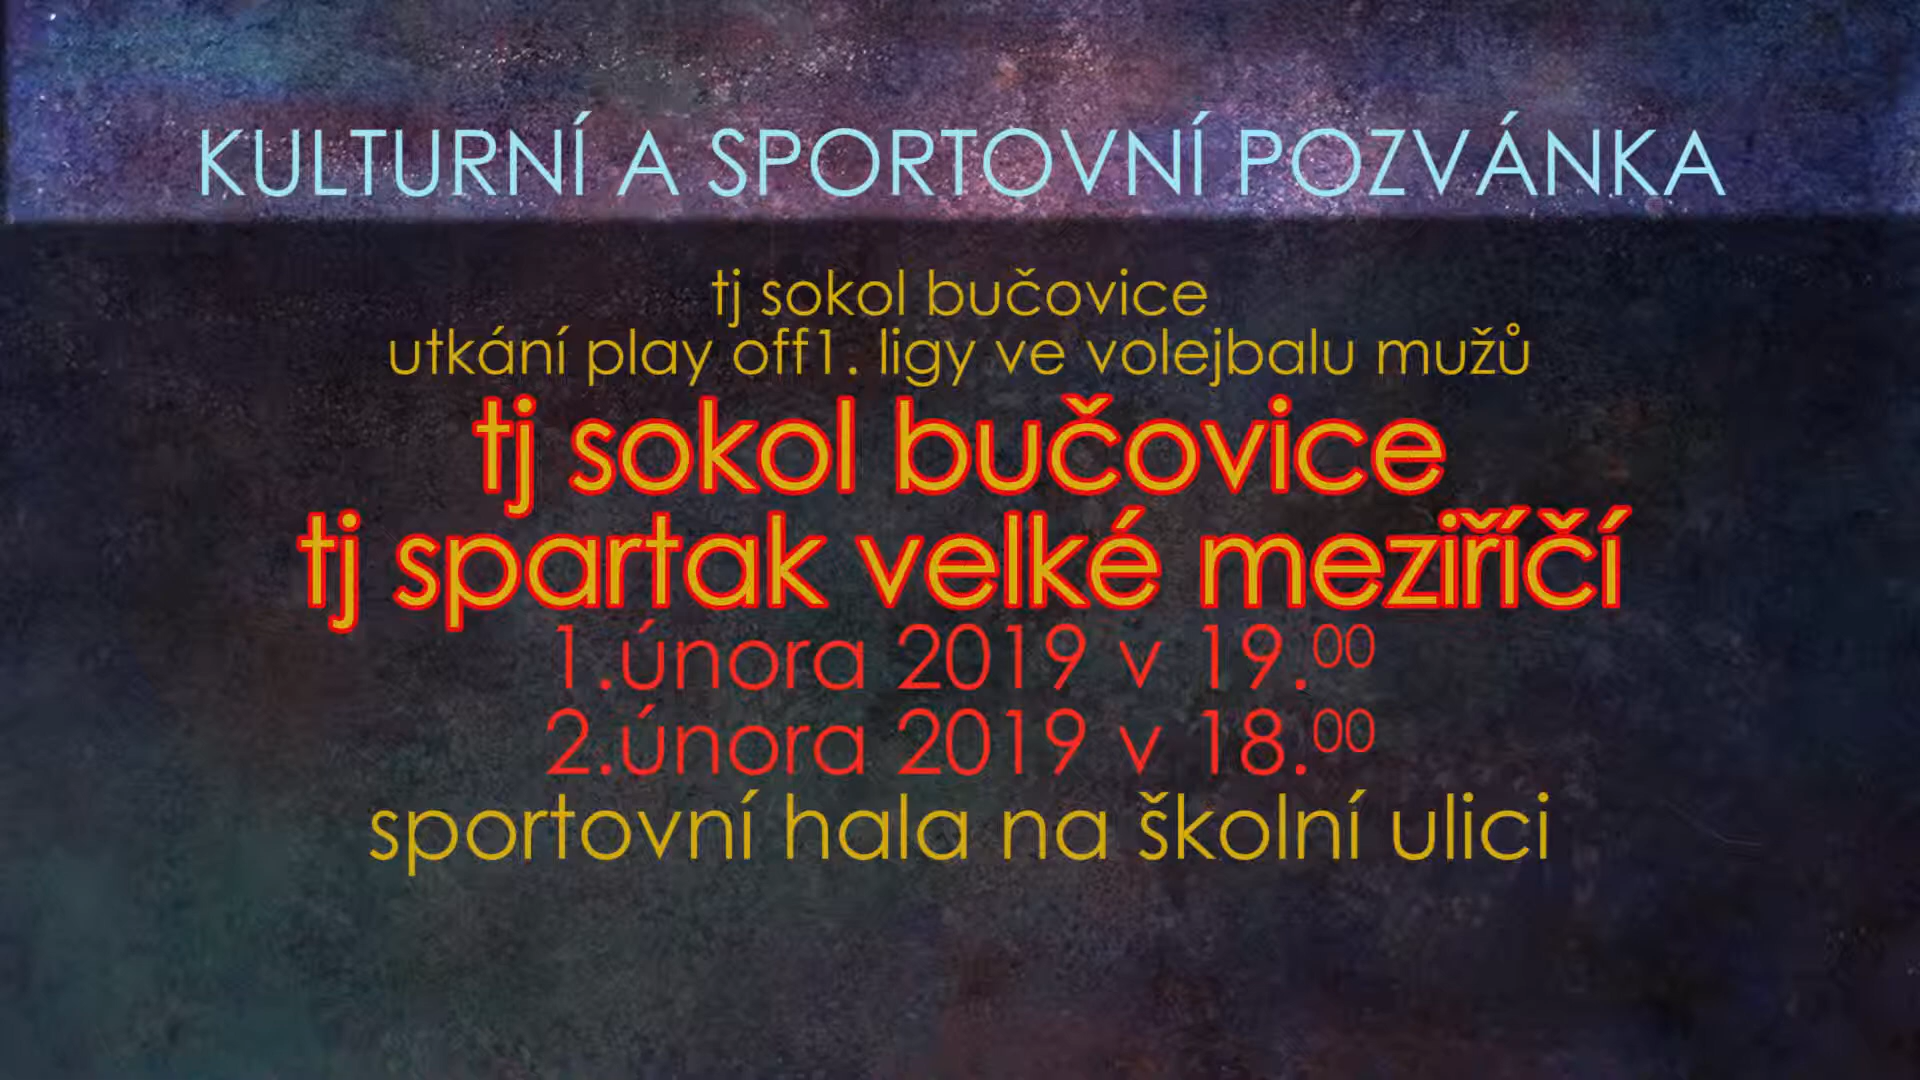 KULTURNÍ A SPORTOVNÍ POZVÁNKA
tj sokol bučovice
utkání play off1. ligy ve volejbalu mužů
tj sokol bučovice
tj spartak velké meziříčí
1.února 2019 v 19.00
2.února 2019 v 18.00
sportovní hala na školní ulici